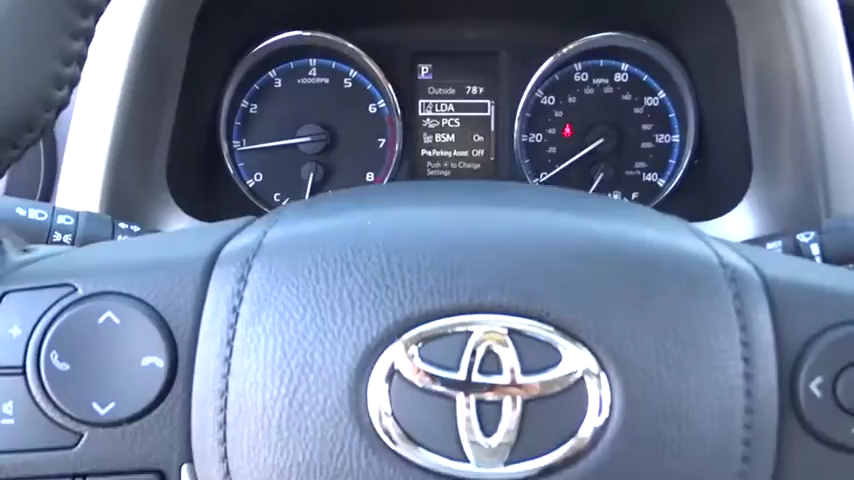 P
Outside 78°F
LDA
PCS
BSM on
Parking Assist off
Push to Change
Settings
0 1 2 3 4 5 6 7 8
x1000RPM
20 40 60 80 100 120 140
MPH
km/h
C
F